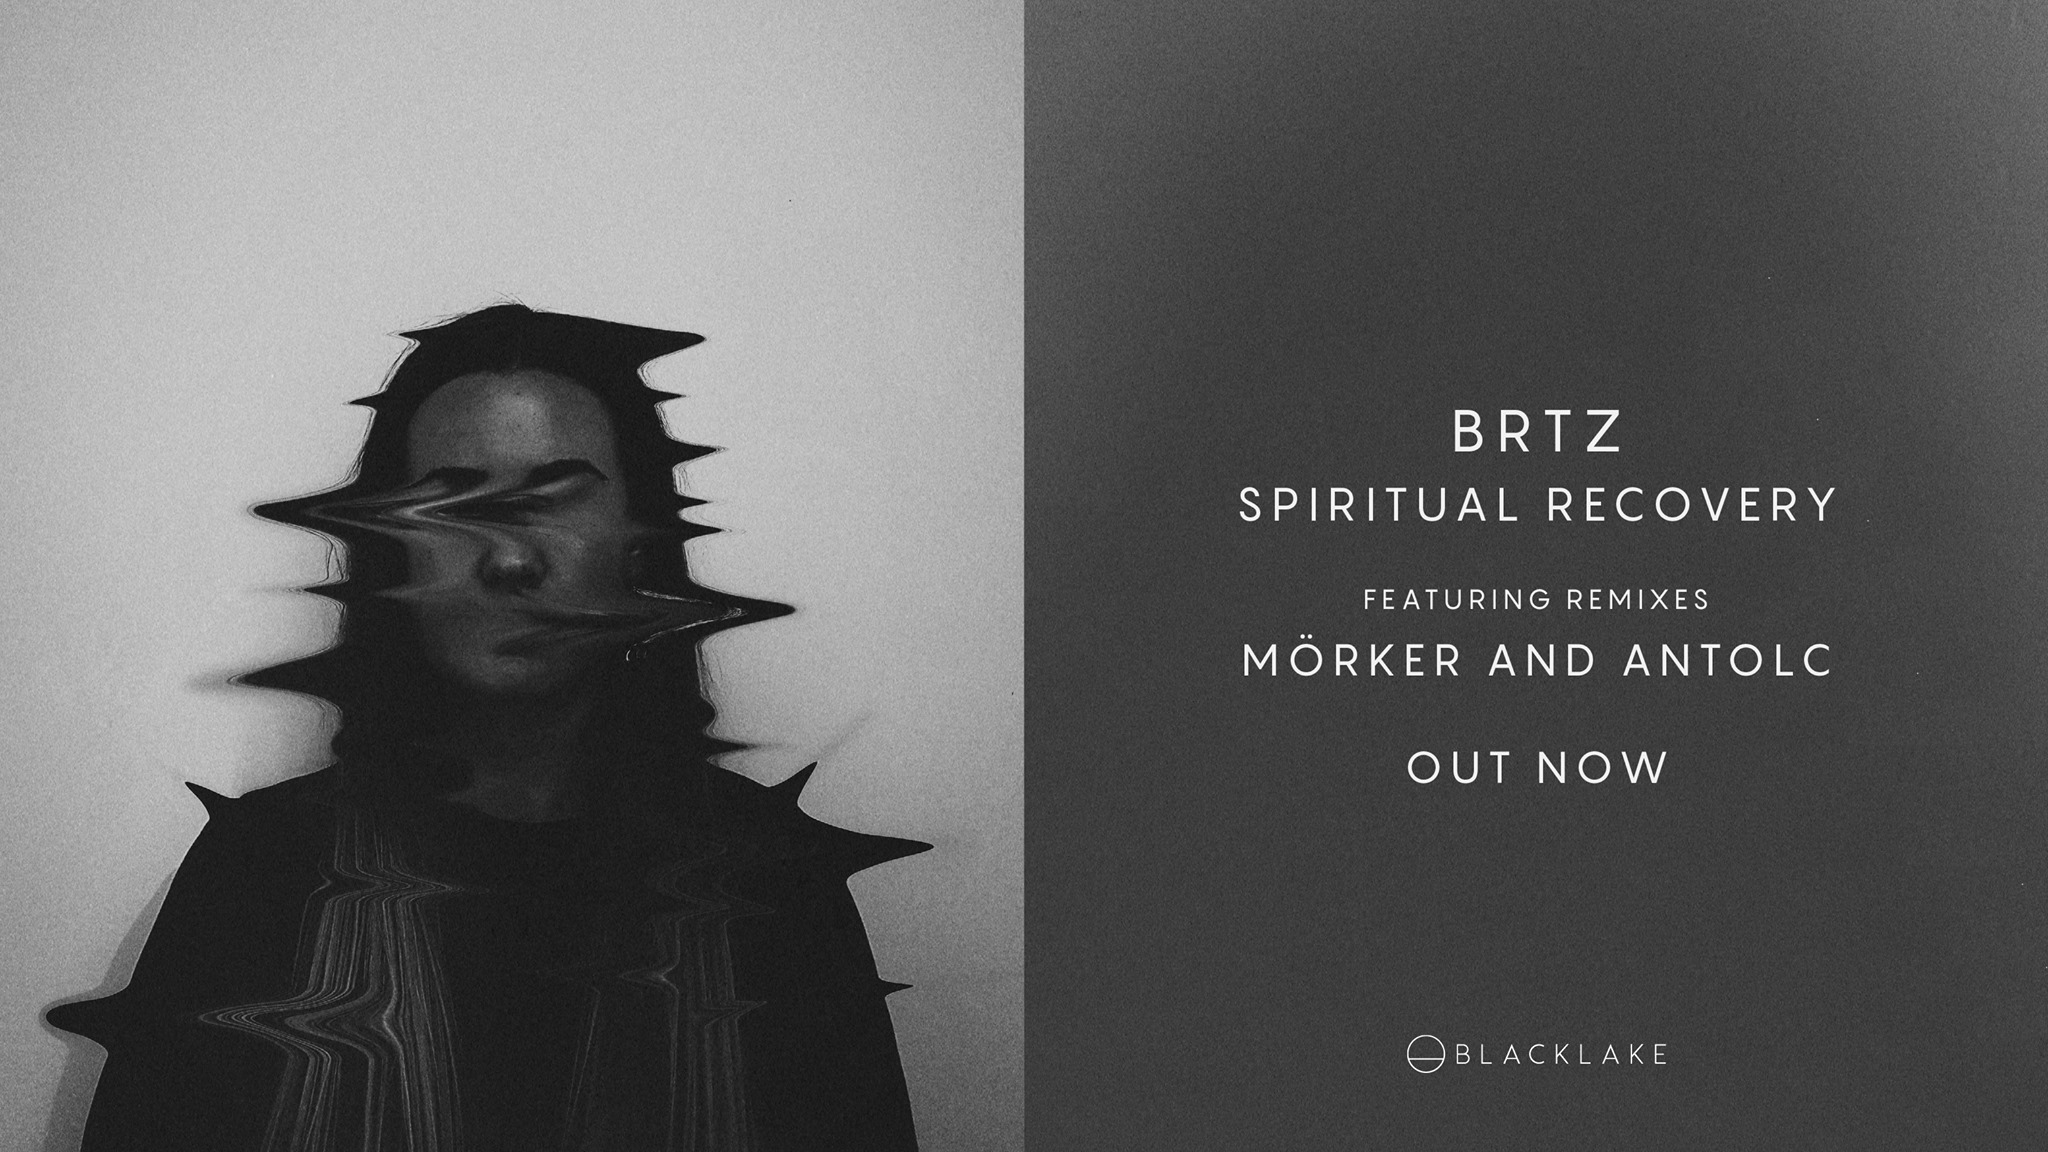 BRTZ
SPIRITUAL RECOVERY
FEATURING REMIXES
MÖRKER AND ANTOLC
OUT NOW
BLACKLAKE